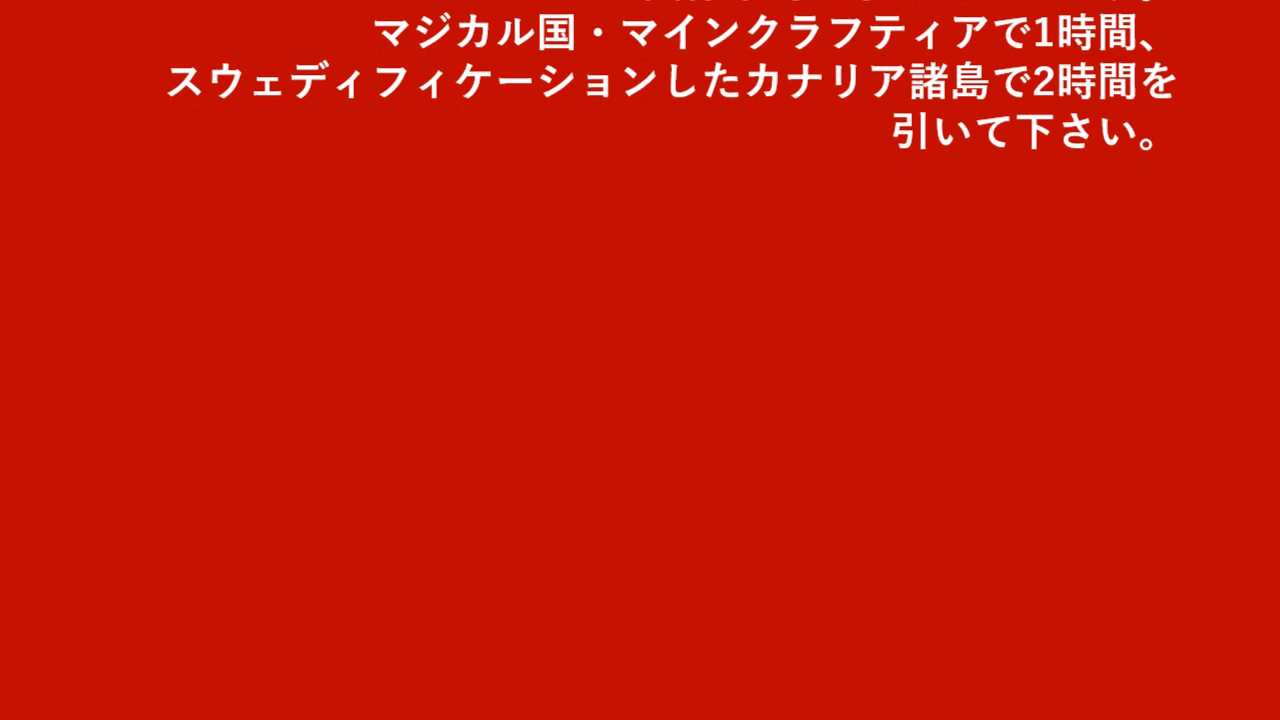 マジカル国・マインクラフティアで1時間、
スウェディフィケーションしたカナリア諸島で2時間を
引いて下さい。